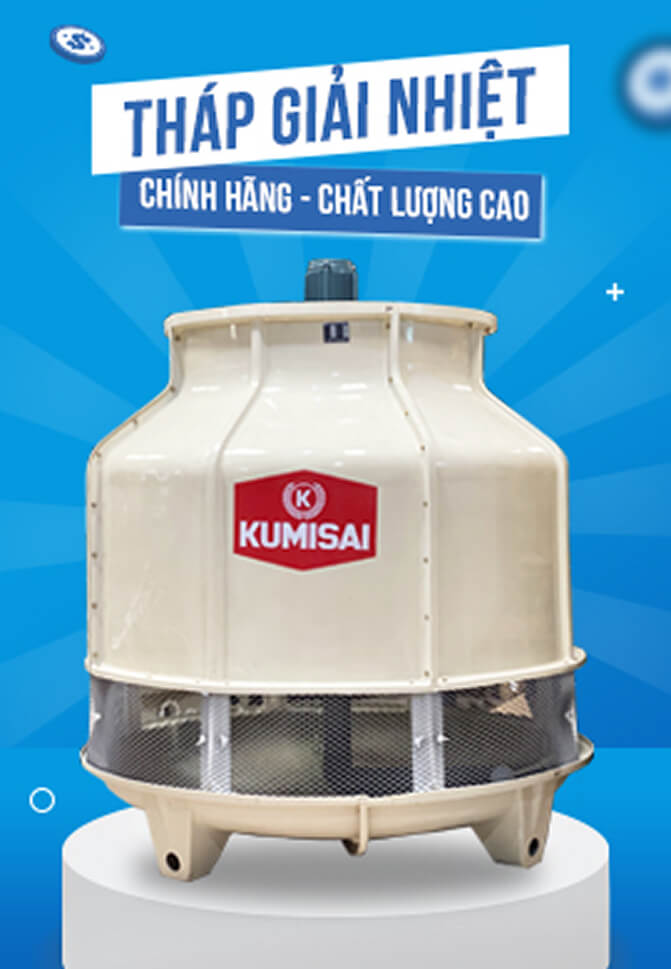 THÁP GIẢI NHIỆT
CHÍNH HÃNG - CHẤT LƯỢNG CAO
K
KUMISAI